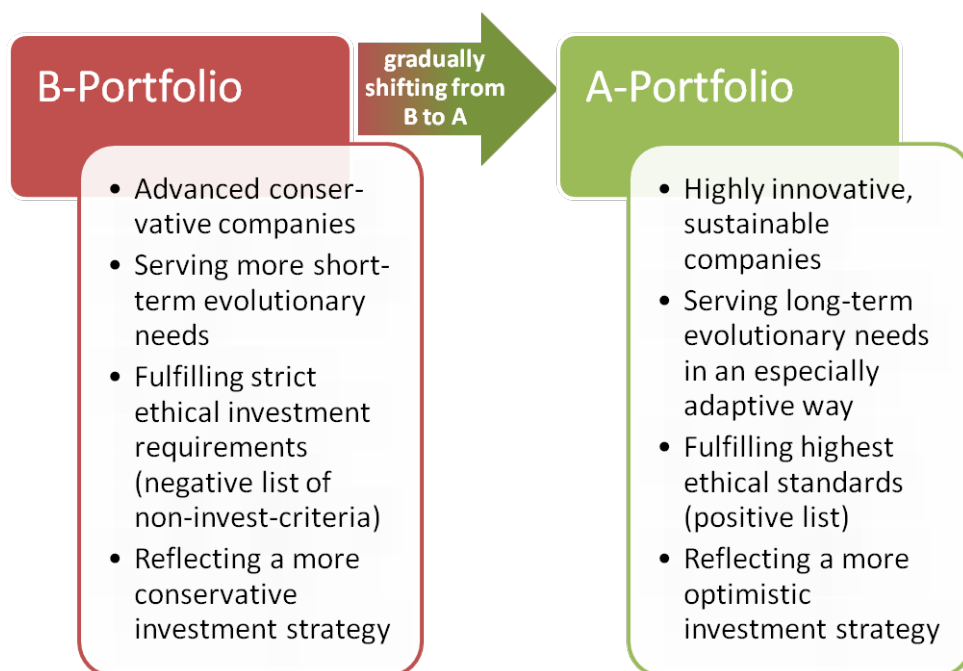 B-Portfolio
gradually
shifting from
B to A
A-Portfolio
• Advanced conser-
vative companies
• Serving more short-
term evolutionary
needs
• Fulfilling strict
ethical investment
requirements
(negative list of
non-invest-criteria)
• Reflecting a more
conservative
investment strategy
• Highly innovative,
sustainable
companies
• Serving long-term
evolutionary needs
in an especially
adaptive way
• Fulfilling highest
ethical standards
(positive list)
• Reflecting a more
optimistic
investment strategy